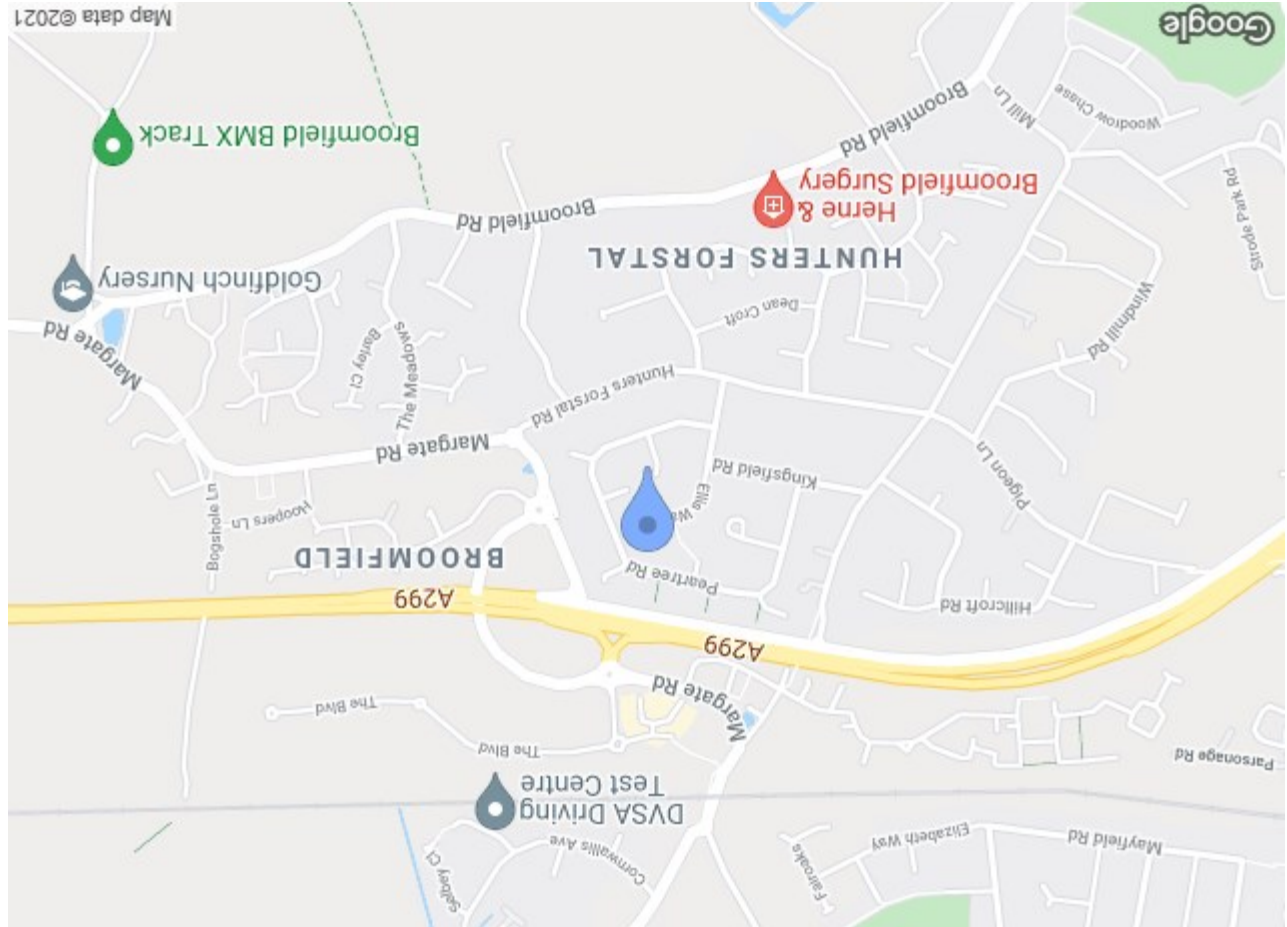 Parsonage Rd
Mayfield Rd
Elizabeth Way
Fairoaks
Cornwallis Ave
Selbey Cl
DVSA Driving
Test Centre
The Blvd
The Blvd
Margate Rd
A299
A299
Hillcroft Rd
Peartree Rd
BROOMFIELD
Bogshole Ln
Hoopers Ln
Pigeon Ln
Kingsfield Rd
Ellis Wa
Margate Rd
Hunters Forstal Rd
The Meadows
Barley Cl
Margate Rd
Windmill Rd
Dean Croft
Goldfinch Nursery
HUNTERS FORSTAL
Strode Park Rd
Herne &
Broomfield Surgery
Broomfield Rd
Broomfield Rd
Broomfield BMX Track
Woodrow Chase
Mill Ln
Google
Map data ©2021